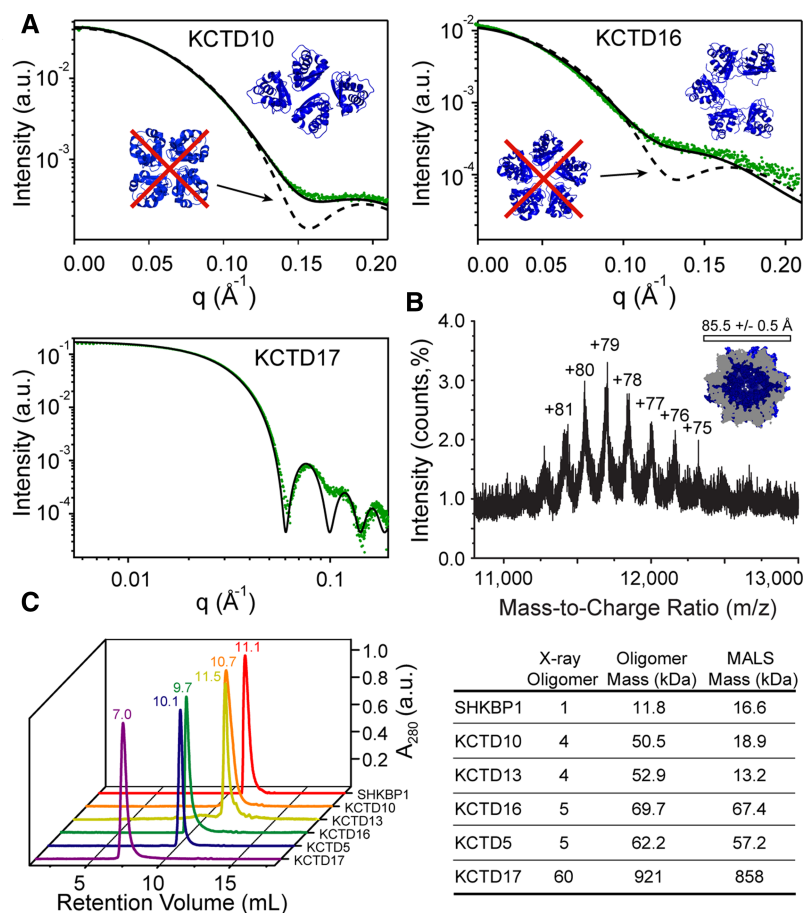 A
KCTD10
Intensity (a.u.)
10⁻²
10⁻³
0.00 0.05 0.10 0.15 0.20
q (Å⁻¹)
KCTD16
Intensity (a.u.)
10⁻²
10⁻³
10⁻⁴
0.00 0.05 0.10 0.15 0.20
q (Å⁻¹)
KCTD17
Intensity (a.u.)
10⁻¹
10⁻²
10⁻³
10⁻⁴
0.01 0.1
q (Å⁻¹)
B
85.5 +/- 0.5 Å
Intensity (counts,%)
4.0
3.0
2.0
1.0
0.0
+81 +80 +79 +78 +77 +76 +75
11,000 12,000 13,000
Mass-to-Charge Ratio (m/z)
C
7.0 10.1 9.7 11.5 10.7 11.1
1.0
0.8
0.6
0.4
0.2
A₂₈₀ (a.u.)
SHKBP1
KCTD10
KCTD13
KCTD16
KCTD5
KCTD17
5 10 15
Retention Volume (mL)
X-ray Oligomer MALS
Oligomer Mass (kDa) Mass (kDa)
SHKBP1 1 11.8 16.6
KCTD10 4 50.5 18.9
KCTD13 4 52.9 13.2
KCTD16 5 69.7 67.4
KCTD5 5 62.2 57.2
KCTD17 60 921 858